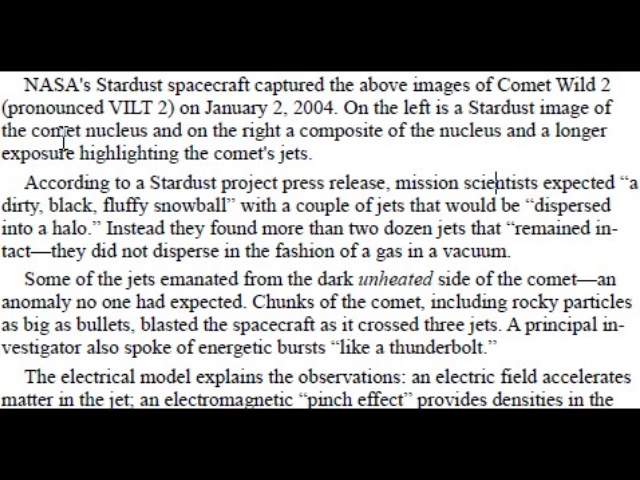 NASA's Stardust spacecraft captured the above images of Comet Wild 2
(pronounced VILT 2) on January 2, 2004. On the left is a Stardust image of
the comet nucleus and on the right a composite of the nucleus and a longer
exposure highlighting the comet's jets.
According to a Stardust project press release, mission scientists expected “a
dirty, black, fluffy snowball” with a couple of jets that would be “dispersed
into a halo.” Instead they found more than two dozen jets that “remained in-
tact—they did not disperse in the fashion of a gas in a vacuum.
Some of the jets emanated from the dark unheated side of the comet—an
anomaly no one had expected. Chunks of the comet, including rocky particles
as big as bullets, blasted the spacecraft as it crossed three jets. A principal in-
vestigator also spoke of energetic bursts “like a thunderbolt.”
The electrical model explains the observations: an electric field accelerates
matter in the jet; an electromagnetic “pinch effect” provides densities in the